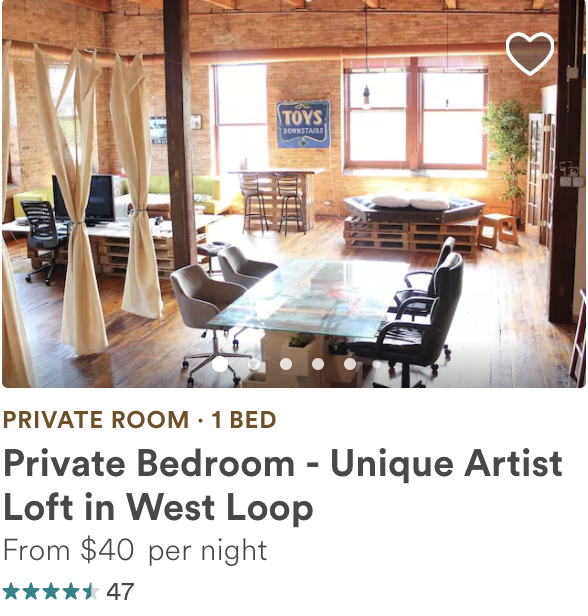 TOYS
DOWNSTAIRS
PRIVATE ROOM · 1 BED
Private Bedroom - Unique Artist
Loft in West Loop
From $40 per night
47